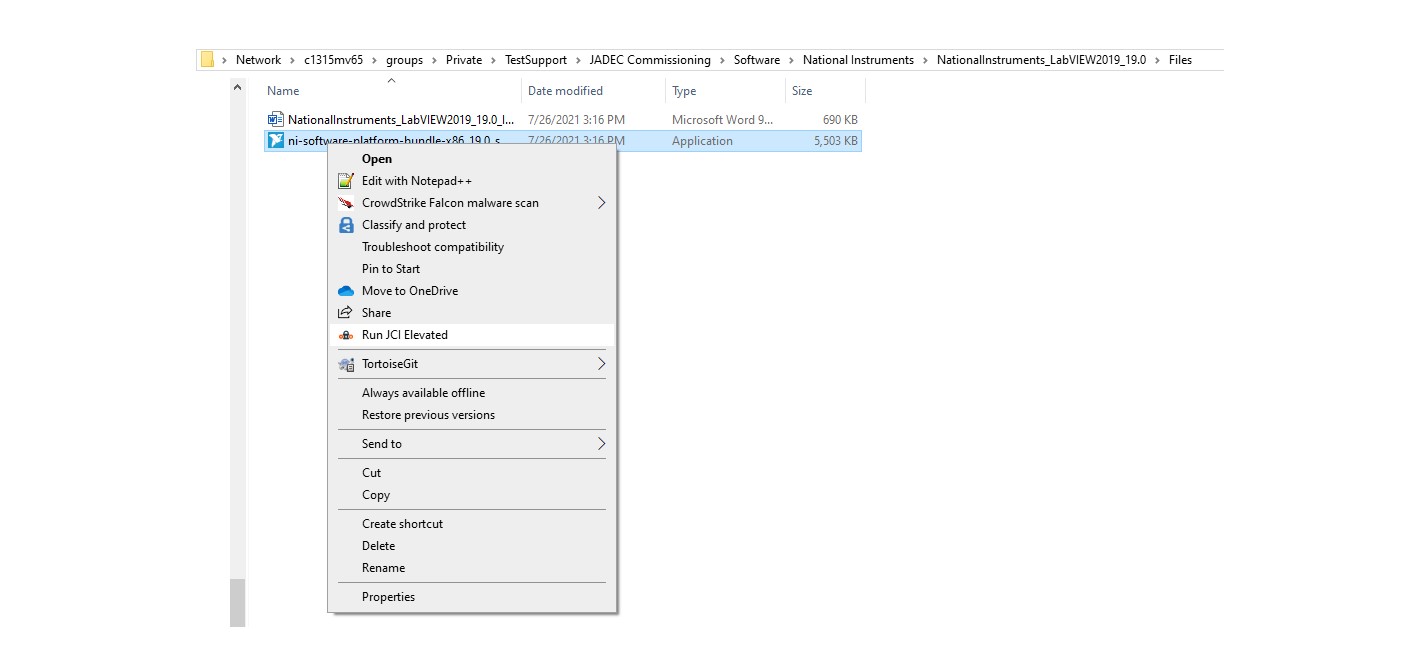 Network > c1315mv65 > groups > Private > TestSupport > JADEC Commissioning > Software > National Instruments > NationalInstruments_LabVIEW2019_19.0 > Files
Name Date modified Type Size
NationalInstruments_LabVIEW2019_19.0_I... 7/26/2021 3:16 PM Microsoft Word 9... 690 KB
ni-software-platform-bundle-x86_19.0_s... 7/26/2021 3:16 PM Application 5,503 KB
Open
Edit with Notepad++
CrowdStrike Falcon malware scan
Classify and protect
Troubleshoot compatibility
Pin to Start
Move to OneDrive
Share
Run JCI Elevated
TortoiseGit
Always available offline
Restore previous versions
Send to
Cut
Copy
Create shortcut
Delete
Rename
Properties